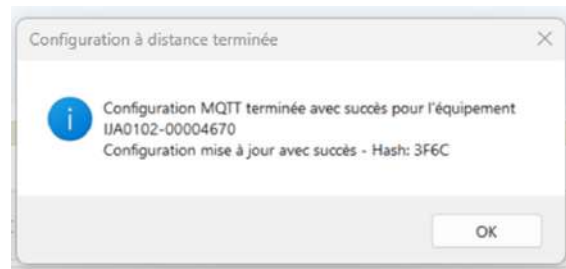 Configuration à distance terminée
Configuration MQTT terminée avec succès pour l'équipement
IJA0102-00004670
Configuration mise à jour avec succès - Hash: 3F6C
OK